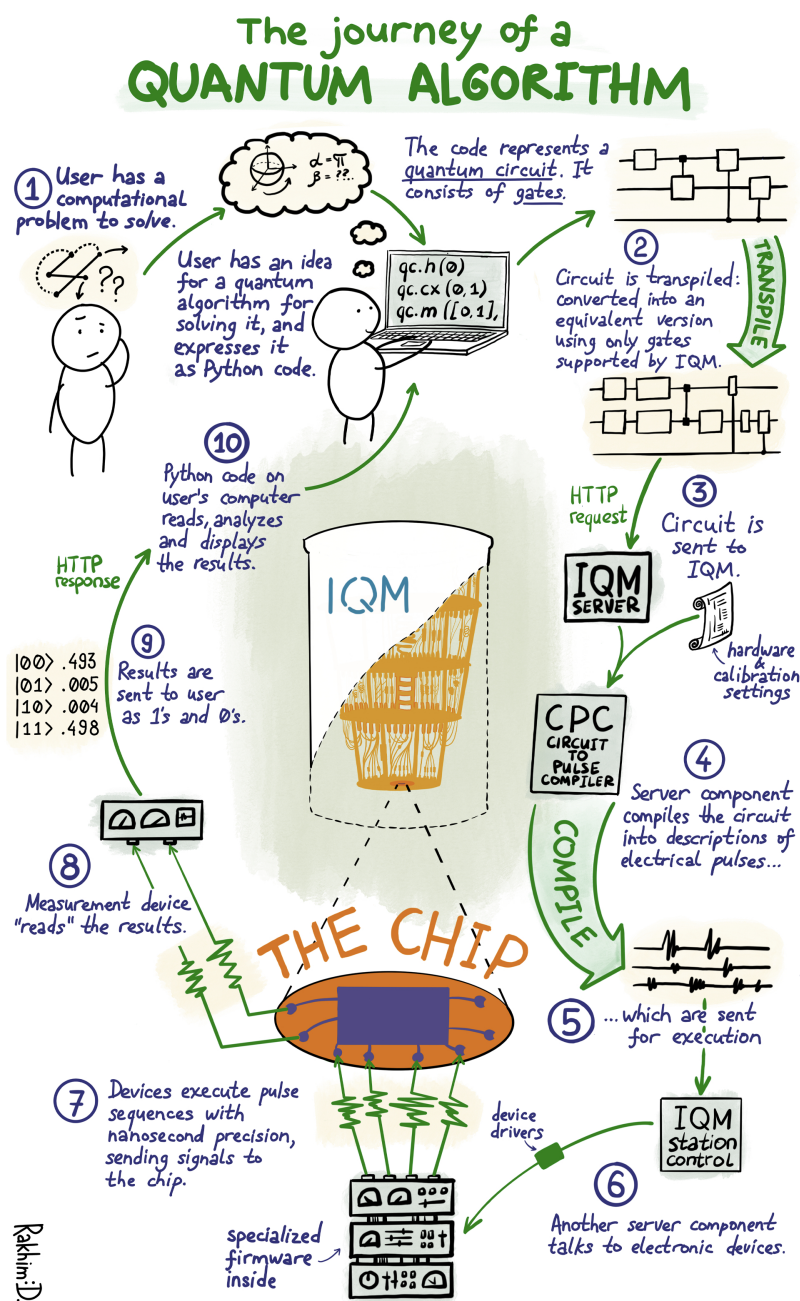 The journey of a
QUANTUM ALGORITHM
1 User has a
computational
problem to solve.
??
α = π
β = ??..
User has an idea
for a quantum
algorithm for
solving it, and
expresses it
as Python code.
qc.h(0)
qc.cx(0,1)
qc.m([0,1],
The code represents a
quantum circuit. It
consists of gates.
2
Circuit is transpiled:
converted into an
equivalent version
using only gates
supported by IQM.
TRANSPILE
HTTP
request
3
Circuit is
sent to
IQM.
IQM
SERVER
hardware
&
calibration
settings
CPC
CIRCUIT
TO
PULSE
COMPILER
4
Server component
compiles the circuit
into descriptions of
electrical pulses...
COMPILE
5 ...which are sent
for execution
IQM
station
control
device
drivers
6
Another server component
talks to electronic devices.
specialized
firmware
inside
7 Devices execute pulse
sequences with
nanosecond precision,
sending signals to
the chip.
THE CHIP
IQM
8
Measurement device
"reads" the results.
9
Results are
sent to user
as 1's and 0's.
|00> .493
|01> .005
|10> .004
|11> .498
HTTP
response
10
Python code on
user's computer
reads, analyzes
and displays
the results.
Rakhim:D.